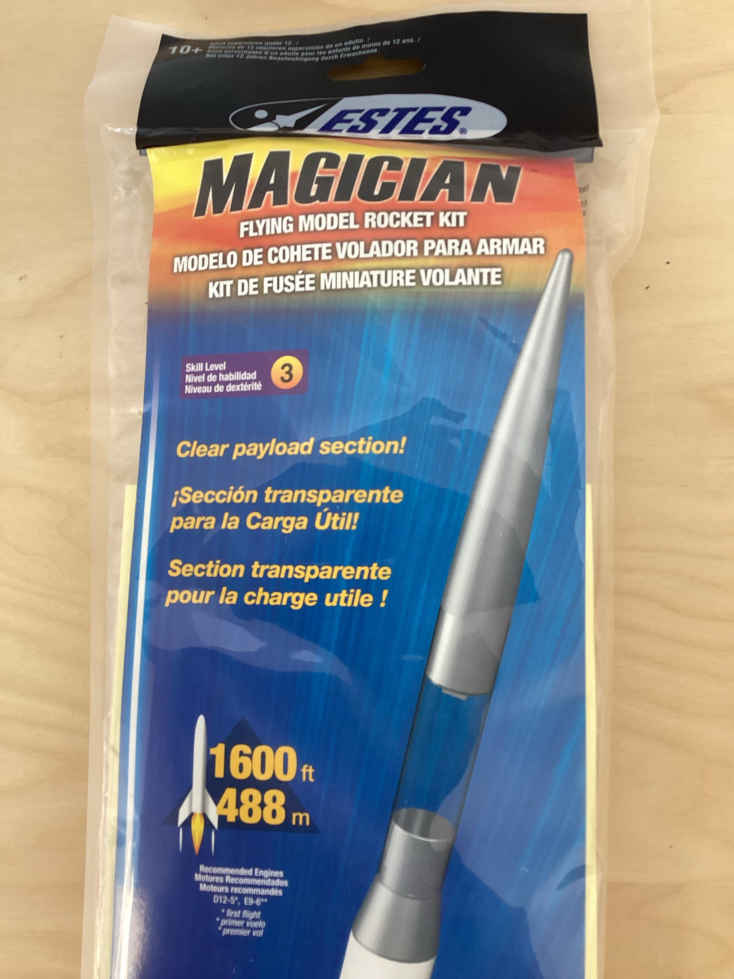 10+
ESTES®
MAGICIAN
FLYING MODEL ROCKET KIT
MODELO DE COHETE VOLADOR PARA ARMAR
KIT DE FUSÉE MINIATURE VOLANTE
Skill Level
Nivel de habilidad
Niveau de dextérité
3
Clear payload section!
¡Sección transparente
para la Carga Útil!
Section transparente
pour la charge utile !
1600 ft
488 m
Recommended Engines
Motores Recomendados
Moteurs recommandés
D12-5*, E9-6**
* first flight
* primer vuelo
* premier vol